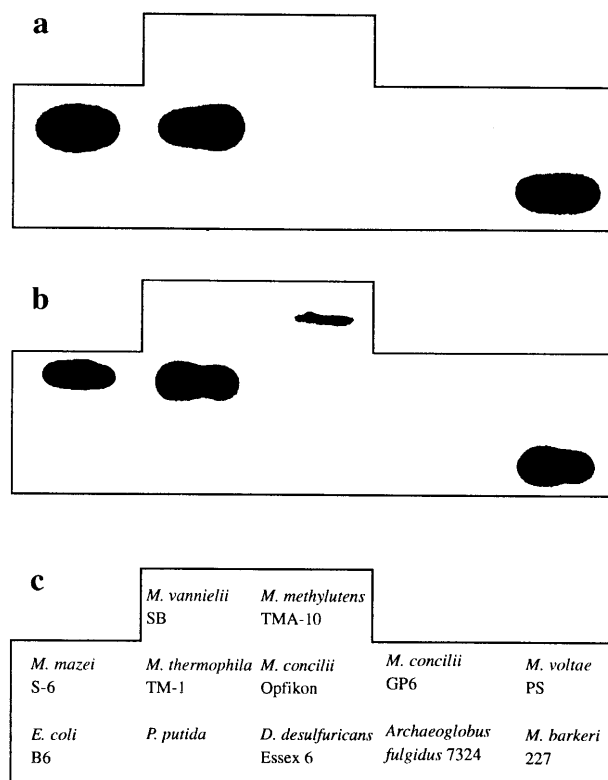 a
b
c
M. vannielii M. methylutens
SB TMA-10
M. mazei M. thermophila M. concilii M. concilii M. voltae
S-6 TM-1 Opfikon GP6 PS
E. coli P. putida D. desulfuricans Archaeoglobus M. barkeri
B6 Essex 6 fulgidus 7324 227